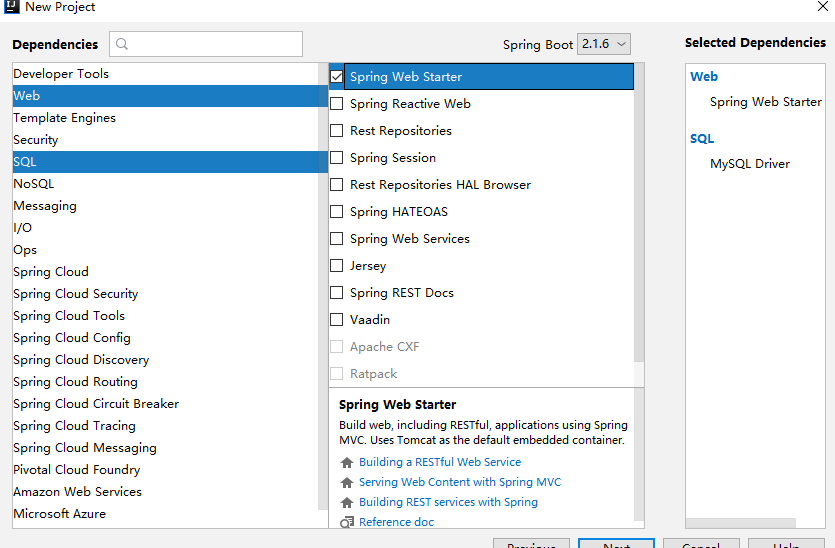 New Project
Dependencies
Spring Boot 2.1.6
Selected Dependencies
Developer Tools
Web
Template Engines
Security
SQL
NoSQL
Messaging
I/O
Ops
Spring Cloud
Spring Cloud Security
Spring Cloud Tools
Spring Cloud Config
Spring Cloud Discovery
Spring Cloud Routing
Spring Cloud Circuit Breaker
Spring Cloud Tracing
Spring Cloud Messaging
Pivotal Cloud Foundry
Amazon Web Services
Microsoft Azure
Spring Web Starter
Spring Reactive Web
Rest Repositories
Spring Session
Rest Repositories HAL Browser
Spring HATEOAS
Spring Web Services
Jersey
Spring REST Docs
Vaadin
Apache CXF
Ratpack
Spring Web Starter
Build web, including RESTful, applications using Spring
MVC. Uses Tomcat as the default embedded container.
Building a RESTful Web Service
Serving Web Content with Spring MVC
Building REST services with Spring
Reference doc
Web
Spring Web Starter
SQL
MySQL Driver
Previous
Next
Cancel
Help